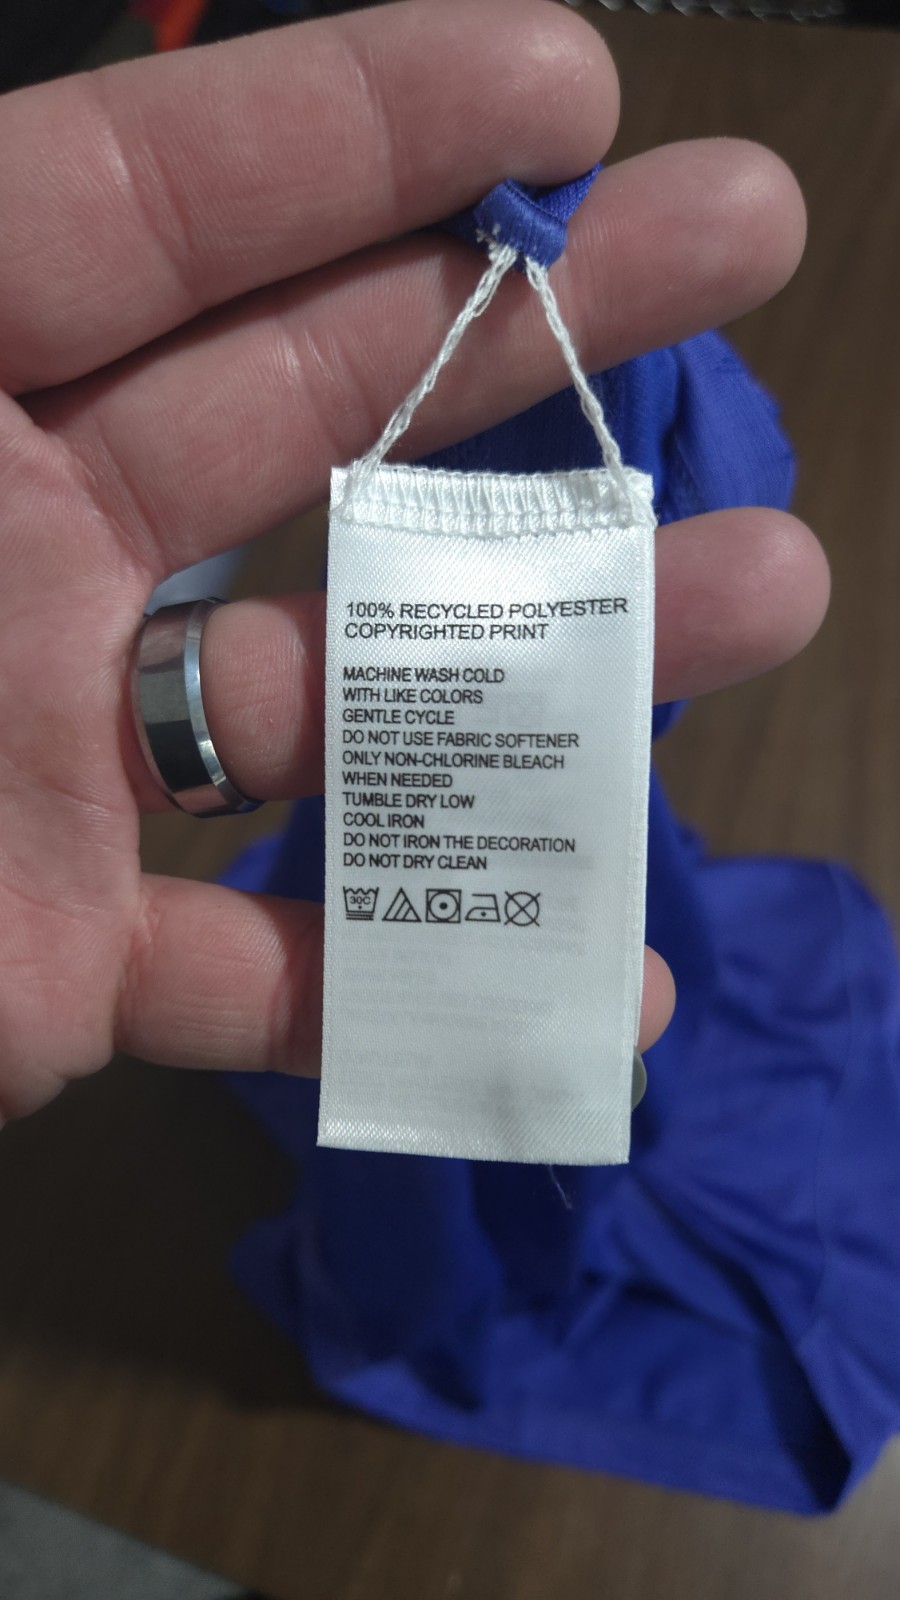 100% RECYCLED POLYESTER
COPYRIGHTED PRINT
MACHINE WASH COLD
WITH LIKE COLORS
GENTLE CYCLE
DO NOT USE FABRIC SOFTENER
ONLY NON-CHLORINE BLEACH
WHEN NEEDED
TUMBLE DRY LOW
COOL IRON
DO NOT IRON THE DECORATION
DO NOT DRY CLEAN
30C